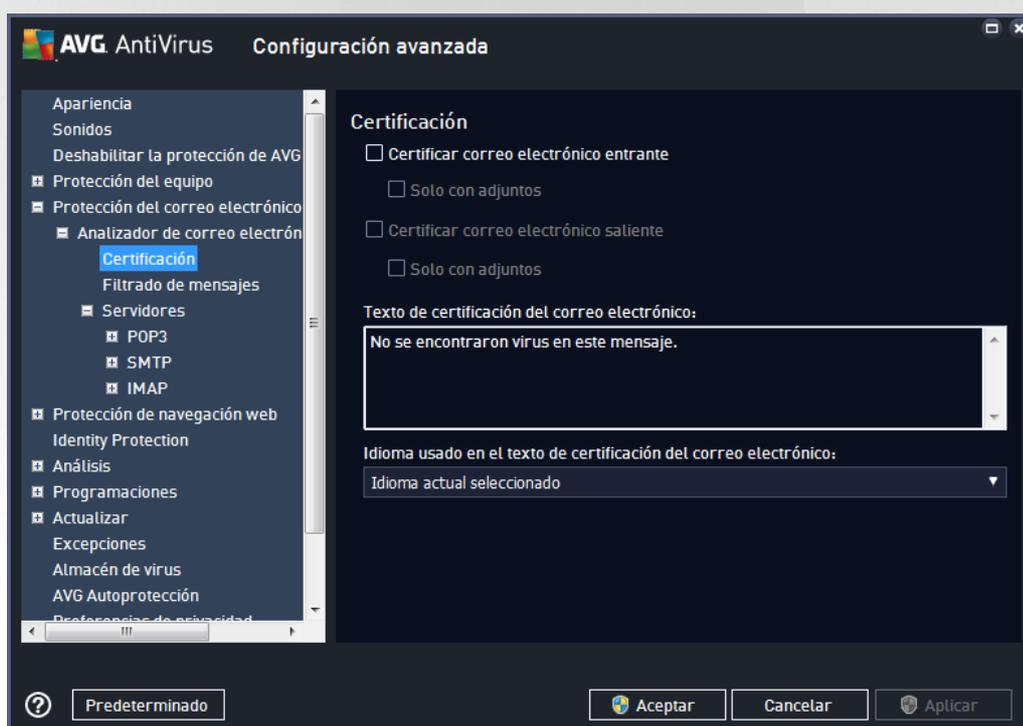 AVG AntiVirus Configuración avanzada
Apariencia
Sonidos
Deshabilitar la protección de AVG
Protección del equipo
Protección del correo electrónico
Analizador de correo electrón
Certificación
Filtrado de mensajes
Servidores
POP3
SMTP
IMAP
Protección de navegación web
Identity Protection
Análisis
Programaciones
Actualizar
Excepciones
Almacén de virus
AVG Autoprotección
Preferencias de privacidad
Certificación
Certificar correo electrónico entrante
Solo con adjuntos
Certificar correo electrónico saliente
Solo con adjuntos
Texto de certificación del correo electrónico:
No se encontraron virus en este mensaje.
Idioma usado en el texto de certificación del correo electrónico:
Idioma actual seleccionado
Predeterminado
Aceptar
Cancelar
Aplicar